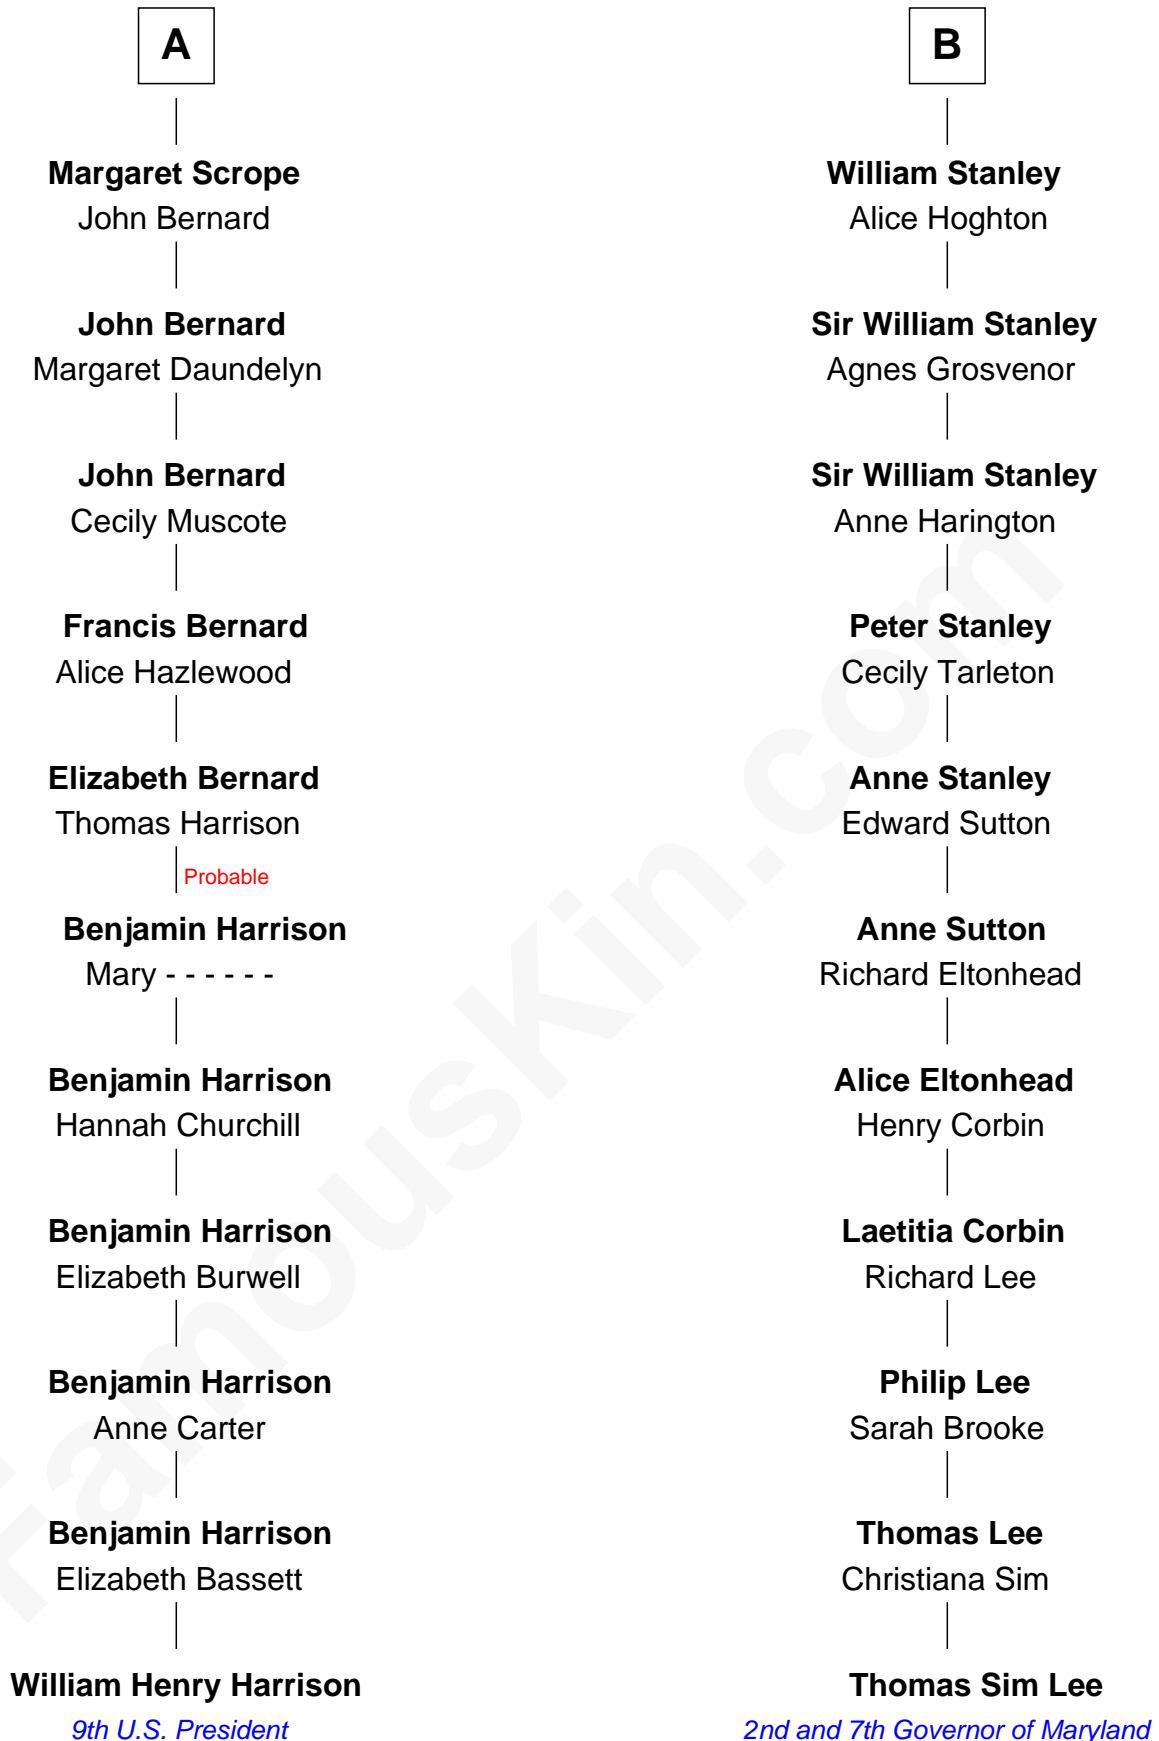 A
Margaret Scrope
John Bernard
John Bernard
Margaret Daundelyn
John Bernard
Cecily Muscote
Francis Bernard
Alice Hazlewood
Elizabeth Bernard
Thomas Harrison
Probable
Benjamin Harrison
Mary - - - - - -
Benjamin Harrison
Hannah Churchill
Benjamin Harrison
Elizabeth Burwell
Benjamin Harrison
Anne Carter
Benjamin Harrison
Elizabeth Bassett
William Henry Harrison
9th U.S. President
B
William Stanley
Alice Hoghton
Sir William Stanley
Agnes Grosvenor
Sir William Stanley
Anne Harington
Peter Stanley
Cecily Tarleton
Anne Stanley
Edward Sutton
Anne Sutton
Richard Eltonhead
Alice Eltonhead
Henry Corbin
Laetitia Corbin
Richard Lee
Philip Lee
Sarah Brooke
Thomas Lee
Christiana Sim
Thomas Sim Lee
2nd and 7th Governor of Maryland
FamousKin.com